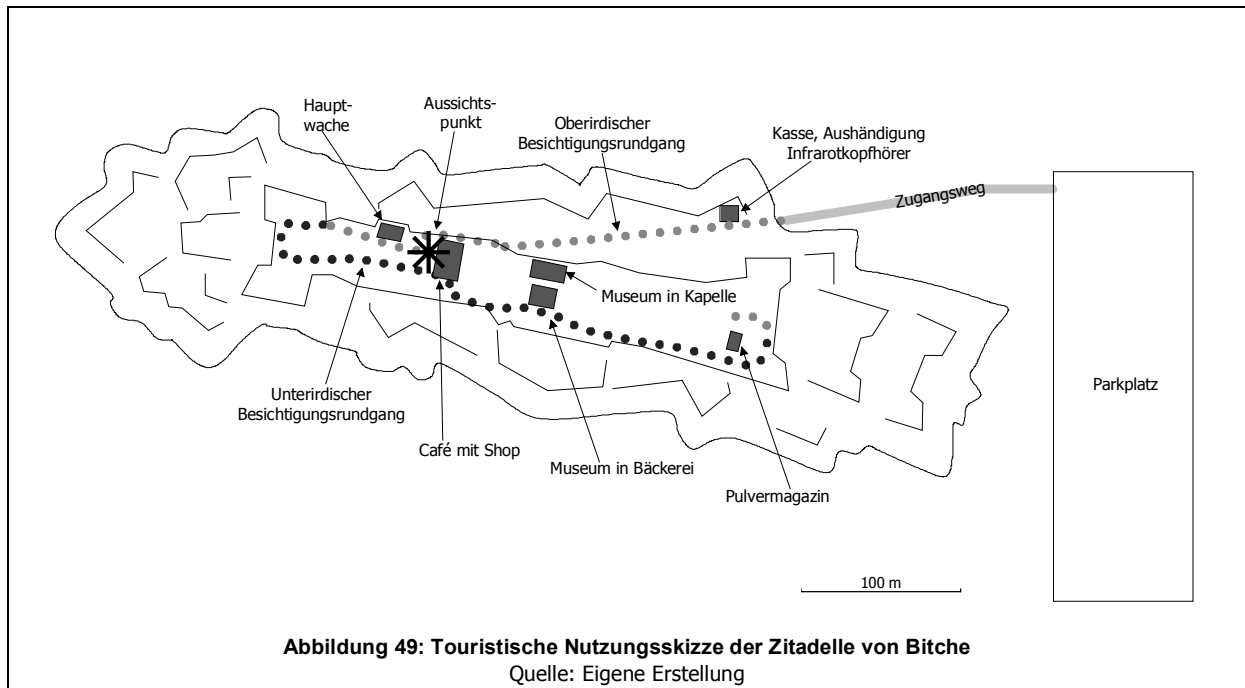 Haupt-
wache
Aussichts-
punkt
Oberirdischer
Besichtigungsrundgang
Kasse, Aushändigung
Infrarotkopfhörer
Zugangsweg
Museum in Kapelle
Parkplatz
Unterirdischer
Besichtigungsrundgang
Café mit Shop
Museum in Bäckerei
Pulvermagazin
100 m
Abbildung 49: Touristische Nutzungsskizze der Zitadelle von Bitche
Quelle: Eigene Erstellung